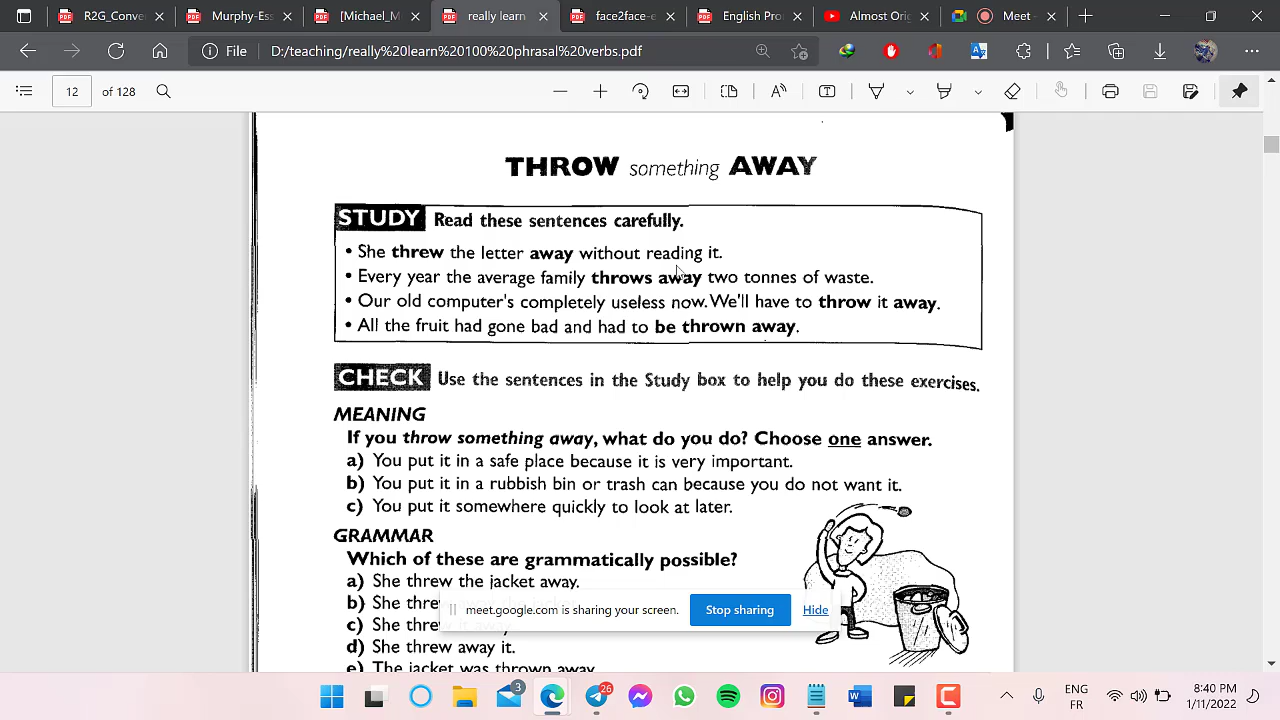 R2G_Conve
Murphy.ss
[Michael_M
really learn
face2face-e
English Pro
Almost Orig
Meet
File
D:/teaching/really%20learn%20100%20phrasal%20verbs.pdf
12 of 128
THROW something AWAY
STUDY Read these sentences carefully.
• She threw the letter away without reading it.
• Every year the average family throws away two tonnes of waste.
• Our old computer's completely useless now. We'll have to throw it away.
• All the fruit had gone bad and had to be thrown away.
CHECK Use the sentences in the Study box to help you do these exercises.
MEANING
If you throw something away, what do you do? Choose one answer.
a) You put it in a safe place because it is very important.
b) You put it in a rubbish bin or trash can because you do not want it.
c) You put it somewhere quickly to look at later.
GRAMMAR
Which of these are grammatically possible?
a) She threw the jacket away.
b) She threw
c) She threw it away.
d) She threw away it.
e) The jacket was thrown away.
meet.google.com is sharing your screen.
Stop sharing
Hide
3
26
ENG
FR
8:40 PM
1/11/2022